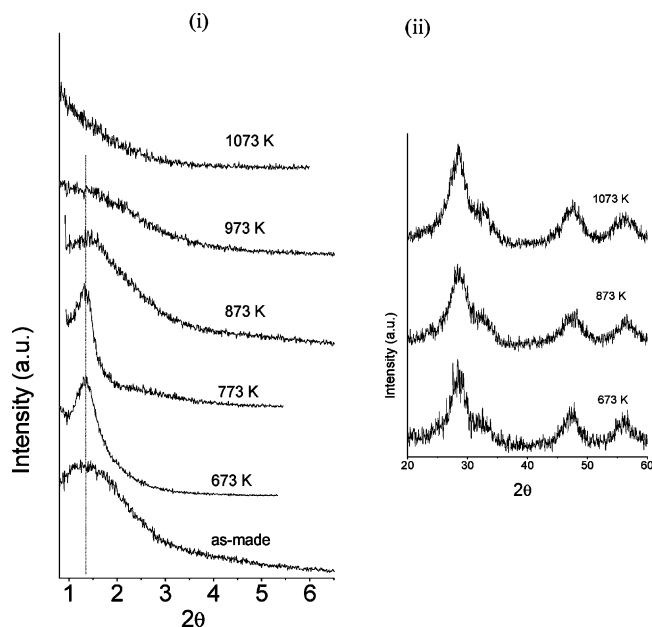 (i)
1073 K
973 K
873 K
773 K
673 K
as-made
Intensity (a.u.)
1 2 3 4 5 6
2θ
(ii)
1073 K
873 K
673 K
Intensity (a.u.)
20 30 40 50 60
2θ